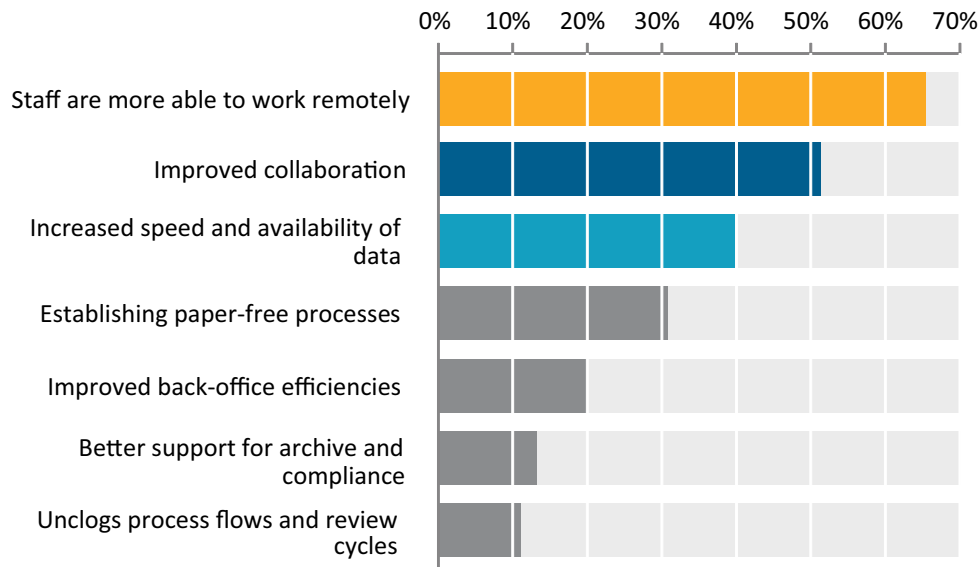 0% 10% 20% 30% 40% 50% 60% 70%
Staff are more able to work remotely
Improved collaboration
Increased speed and availability of
data
Establishing paper-free processes
Improved back-office efficiencies
Better support for archive and
compliance
Unclogs process flows and review
cycles